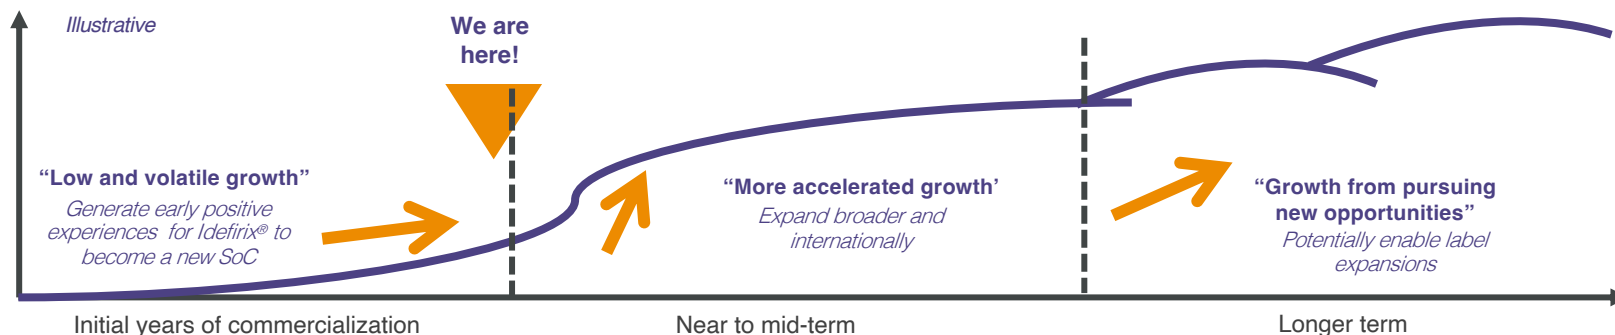 Illustrative
We are
here!
“Low and volatile growth”
Generate early positive
experiences for Idefirix® to
become a new SoC
“More accelerated growth’
Expand broader and
internationally
“Growth from pursuing
new opportunities”
Potentially enable label
expansions
Initial years of commercialization
Near to mid-term
Longer term